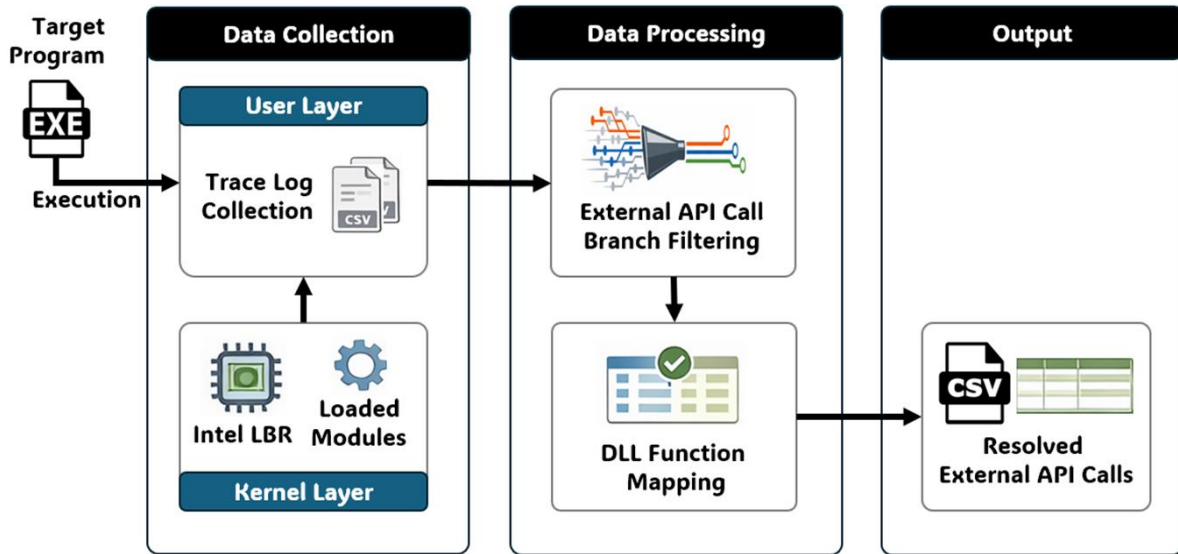 Target
Program
EXE
Execution
Data Collection
User Layer
Trace Log
Collection
CSV
Intel LBR
Loaded
Modules
Kernel Layer
Data Processing
External API Call
Branch Filtering
DLL Function
Mapping
Output
CSV
Resolved
External API Calls